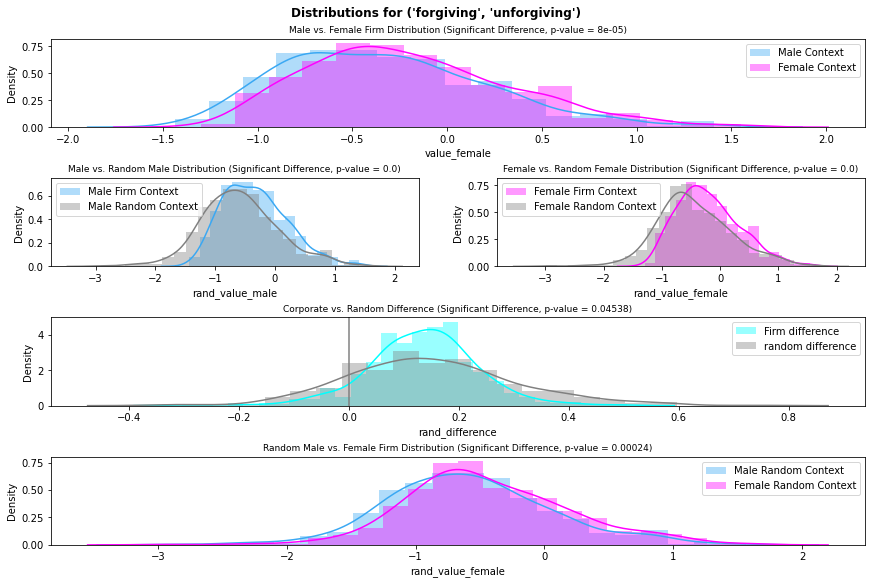 Distributions for ('forgiving', 'unforgiving')
Male vs. Female Firm Distribution (Significant Difference, p-value = 8e-05)
Density
0.75
0.50
0.25
0.00
Male Context
Female Context
−2.0 −1.5 −1.0 −0.5 0.0 0.5 1.0 1.5 2.0
value_female
Male vs. Random Male Distribution (Significant Difference, p-value = 0.0)
Density
0.6
0.4
0.2
0.0
Male Firm Context
Male Random Context
−3 −2 −1 0 1 2
rand_value_male
Female vs. Random Female Distribution (Significant Difference, p-value = 0.0)
Density
0.75
0.50
0.25
0.00
Female Firm Context
Female Random Context
−3 −2 −1 0 1 2
rand_value_female
Corporate vs. Random Difference (Significant Difference, p-value = 0.04538)
Density
4
2
0
Firm difference
random difference
−0.4 −0.2 0.0 0.2 0.4 0.6 0.8
rand_difference
Random Male vs. Female Firm Distribution (Significant Difference, p-value = 0.00024)
Density
0.75
0.50
0.25
0.00
Male Random Context
Female Random Context
−3 −2 −1 0 1 2
rand_value_female